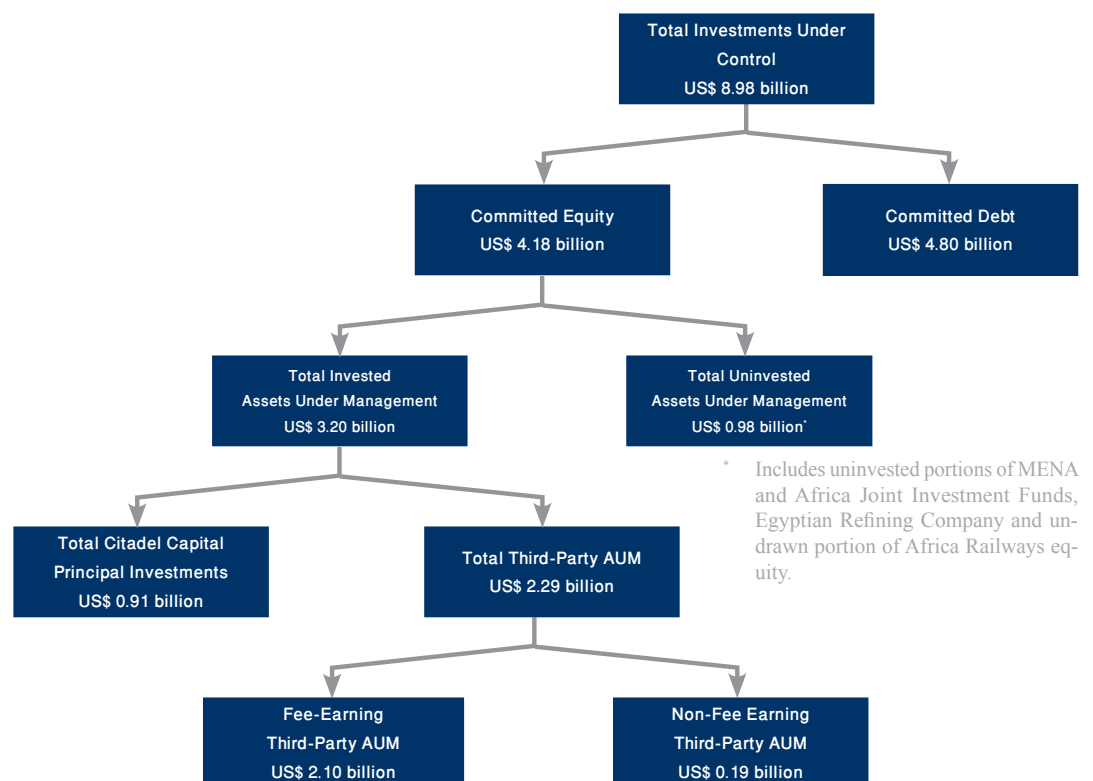 Total Investments Under
Control
US$ 8.98 billion
Committed Equity
US$ 4.18 billion
Committed Debt
US$ 4.80 billion
Total Invested
Assets Under Management
US$ 3.20 billion
Total Uninvested
Assets Under Management
US$ 0.98 billion*
* Includes uninvested portions of MENA
and Africa Joint Investment Funds,
Egyptian Refining Company and un-
drawn portion of Africa Railways eq-
uity.
Total Citadel Capital
Principal Investments
US$ 0.91 billion
Total Third-Party AUM
US$ 2.29 billion
Fee-Earning
Third-Party AUM
US$ 2.10 billion
Non-Fee Earning
Third-Party AUM
US$ 0.19 billion